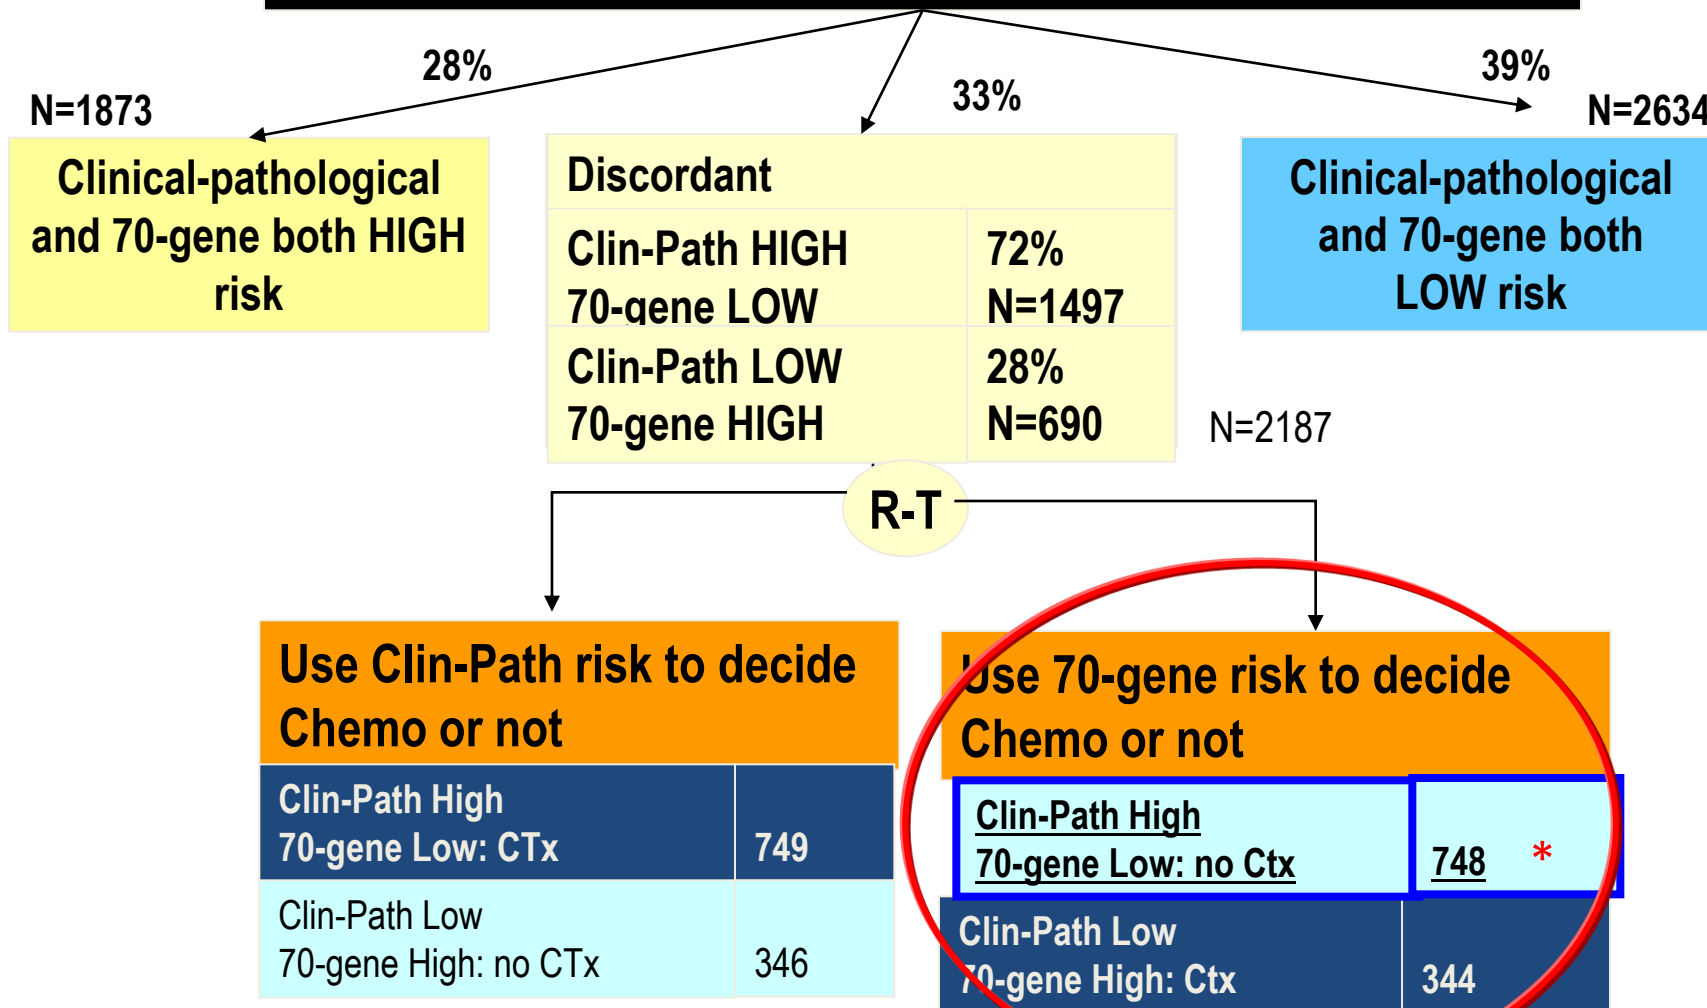 28%
33%
39%
N=1873
N=2634
Clinical-pathological
and 70-gene both HIGH
risk
Discordant
Clin-Path HIGH
70-gene LOW
72%
N=1497
Clin-Path LOW
70-gene HIGH
28%
N=690
N=2187
Clinical-pathological
and 70-gene both
LOW risk
R-T
Use Clin-Path risk to decide
Chemo or not
Clin-Path High
70-gene Low: CTx
749
Clin-Path Low
70-gene High: no CTx
346
Use 70-gene risk to decide
Chemo or not
Clin-Path High
70-gene Low: no Ctx
748 *
Clin-Path Low
70-gene High: Ctx
344